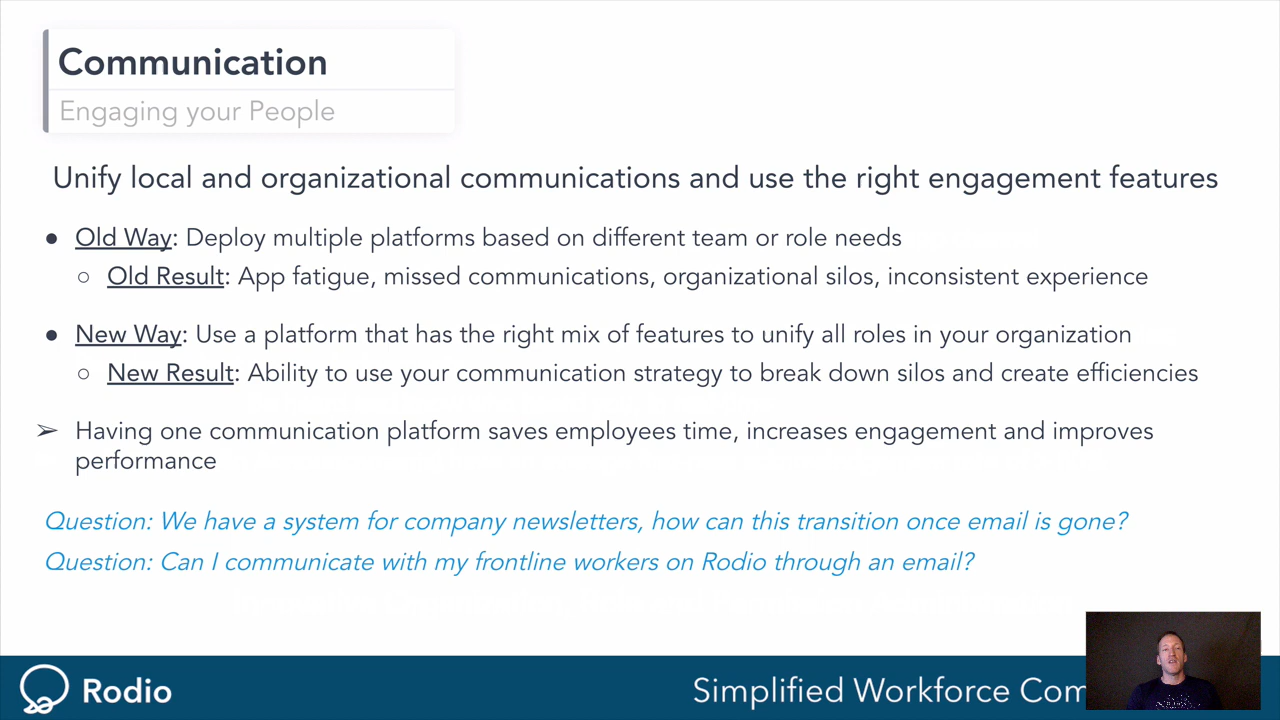 Communication
Engaging your People
Unify local and organizational communications and use the right engagement features
● Old Way: Deploy multiple platforms based on different team or role needs
○ Old Result: App fatigue, missed communications, organizational silos, inconsistent experience
● New Way: Use a platform that has the right mix of features to unify all roles in your organization
○ New Result: Ability to use your communication strategy to break down silos and create efficiencies
➢ Having one communication platform saves employees time, increases engagement and improves
performance
Question: We have a system for company newsletters, how can this transition once email is gone?
Question: Can I communicate with my frontline workers on Rodio through an email?
Rodio
Simplified Workforce Com